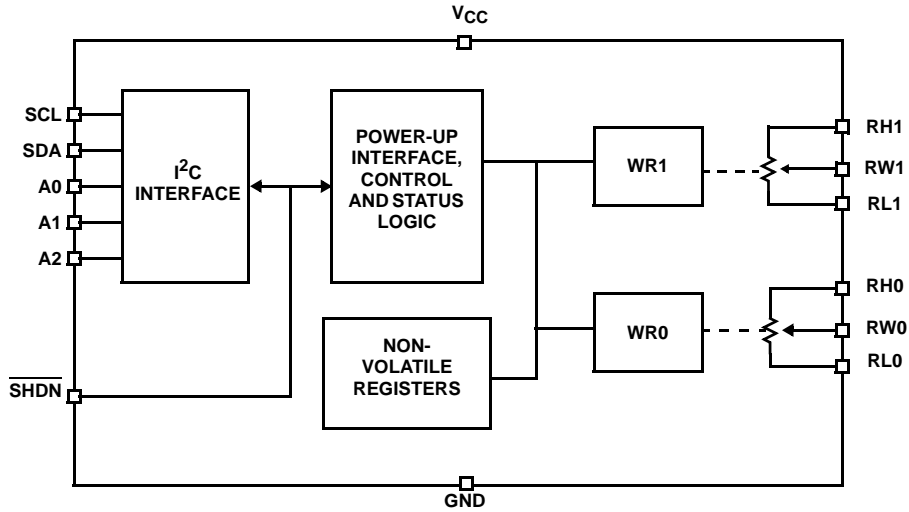 VCC
SCL
SDA
A0
A1
A2
SHDN
I2C
INTERFACE
POWER-UP
INTERFACE,
CONTROL
AND STATUS
LOGIC
NON-
VOLATILE
REGISTERS
WR1
WR0
RH1
RW1
RL1
RH0
RW0
RL0
GND